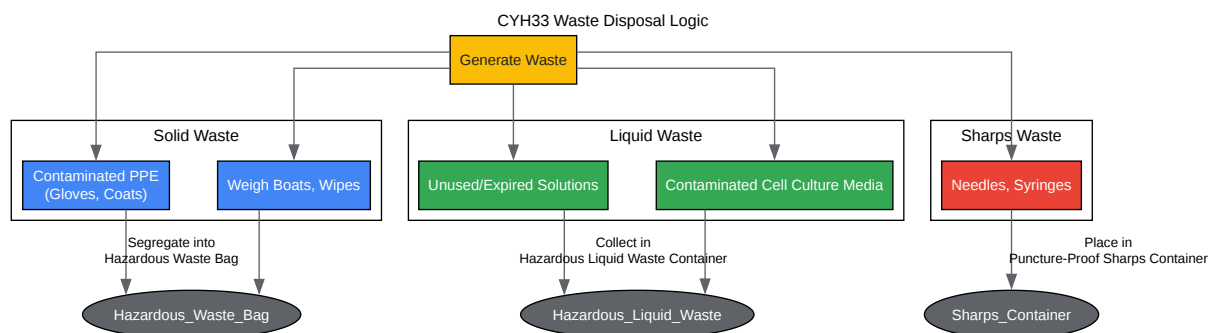 CYH33 Waste Disposal Logic
Generate Waste
Solid Waste
Liquid Waste
Sharps Waste
Contaminated PPE
(Gloves, Coats)
Weigh Boats, Wipes
Unused/Expired Solutions
Contaminated Cell Culture Media
Needles, Syringes
Segregate into
Hazardous Waste Bag
Collect in
Hazardous Liquid Waste Container
Place in
Puncture-Proof Sharps Container
Hazardous_Waste_Bag
Hazardous_Liquid_Waste
Sharps_Container